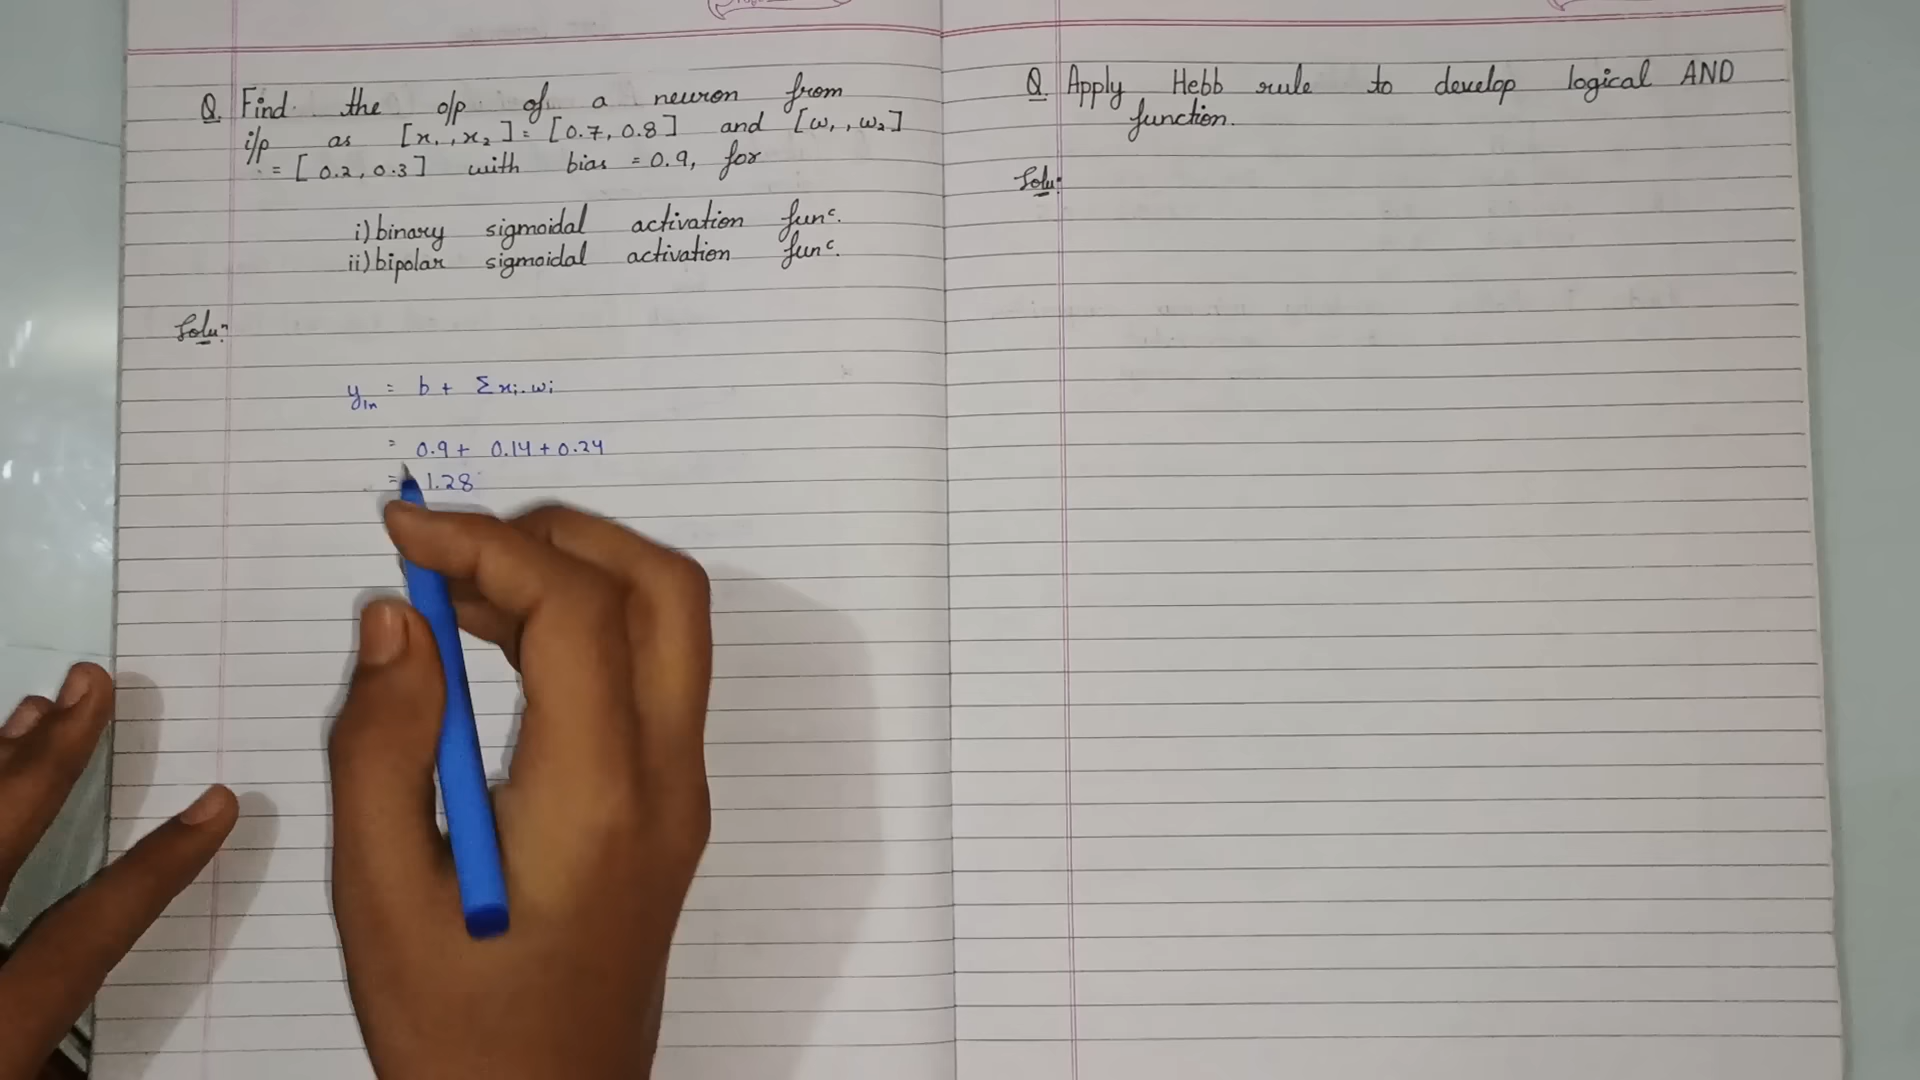 Q. Find the o/p of a neuron from
i/p as [x₁, x₂] = [0.7, 0.8] and [w₁, w₂]
= [0.2, 0.3] with bias = 0.9, for
i) binary sigmoidal activation funᶜ.
ii) bipolar sigmoidal activation funᶜ.
Soluⁿ:
yᵢₙ = b + Σxᵢ.wᵢ
= 0.9 + 0.14 + 0.24
= 1.28
Q. Apply Hebb rule to develop logical AND
function.
Soluⁿ: